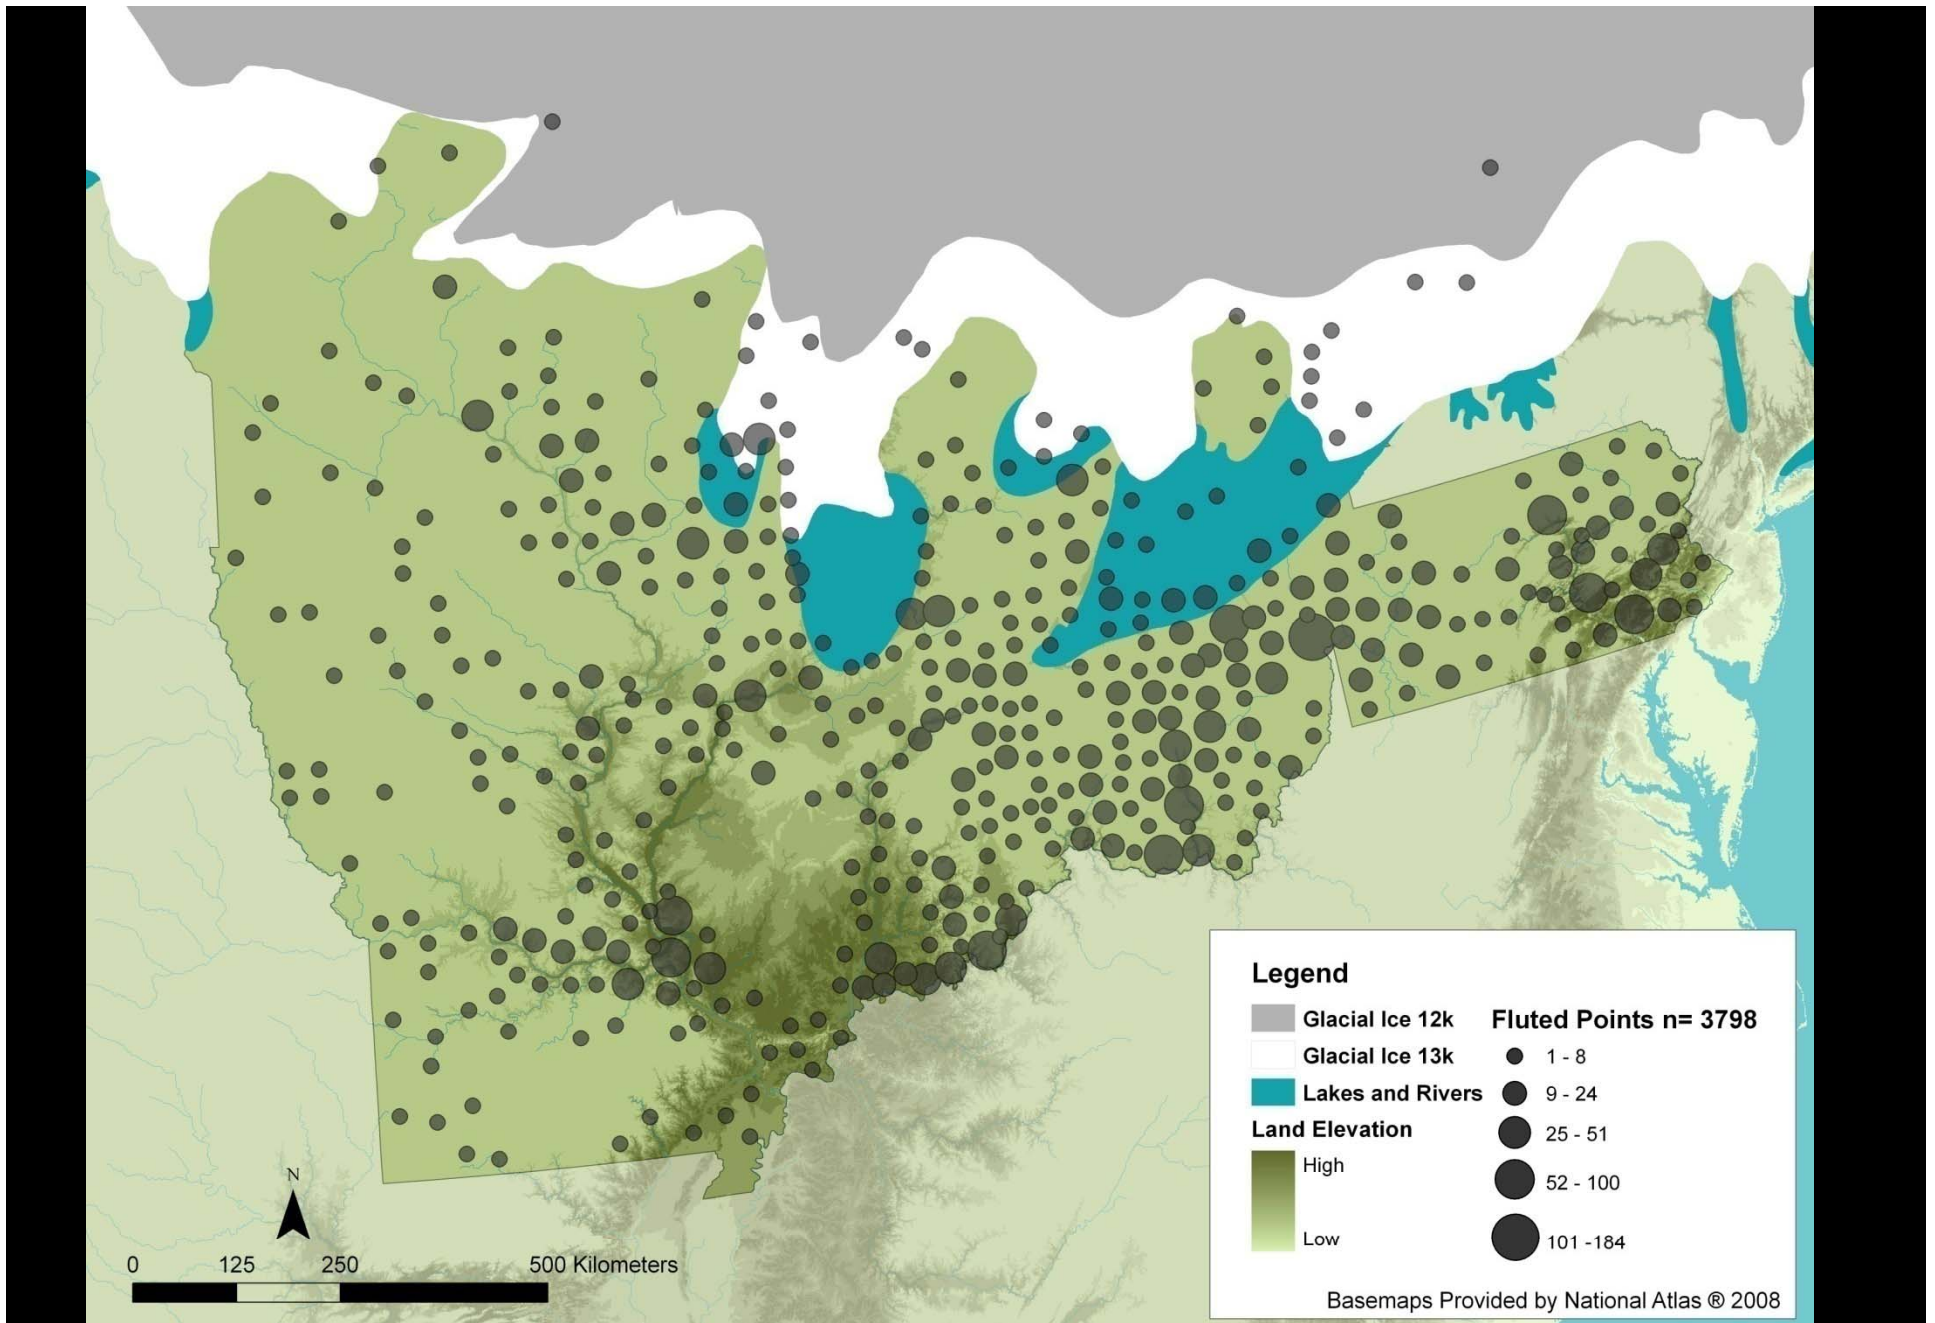 Legend
Glacial Ice 12k
Glacial Ice 13k
Lakes and Rivers
Land Elevation
High
Low
Fluted Points n= 3798
1 - 8
9 - 24
25 - 51
52 - 100
101 -184
Basemaps Provided by National Atlas ® 2008
N
0 125 250 500 Kilometers